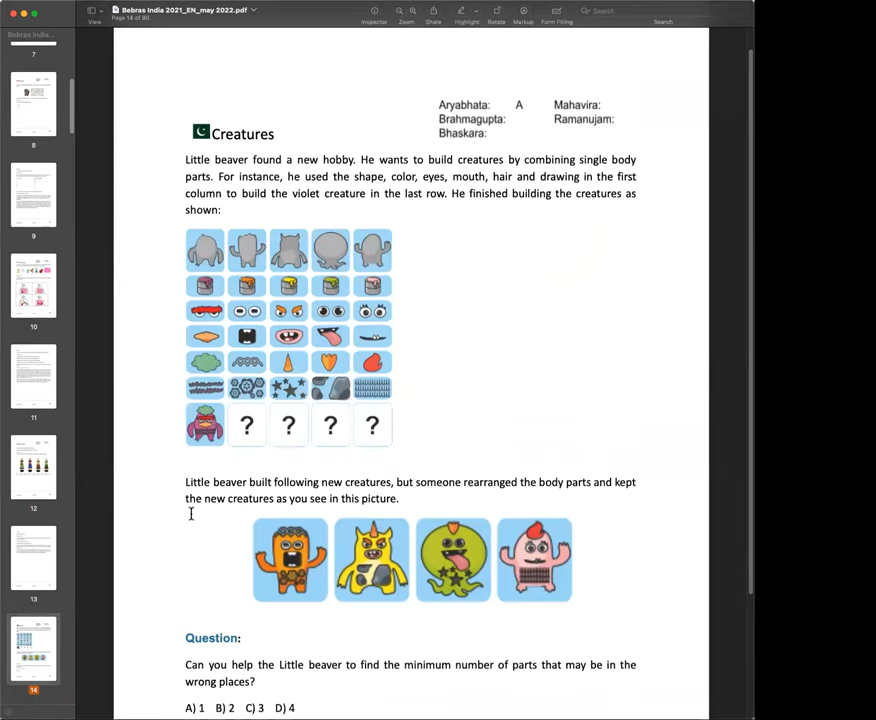 Bebras India 2021_EN_may 2022.pdf
Page 14 of 90
View
Inspector
Zoom
Share
Highlight
Rotate
Markup
Form Filling
Search
Search
Bebras India...
7
8
9
10
11
12
13
14
Aryabhata: A Mahavira:
Brahmagupta: Ramanujam:
Bhaskara:
Creatures
Little beaver found a new hobby. He wants to build creatures by combining single body
parts. For instance, he used the shape, color, eyes, mouth, hair and drawing in the first
column to build the violet creature in the last row. He finished building the creatures as
shown:
? ? ? ?
Little beaver built following new creatures, but someone rearranged the body parts and kept
the new creatures as you see in this picture.
Question:
Can you help the Little beaver to find the minimum number of parts that may be in the
wrong places?
A) 1 B) 2 C) 3 D) 4